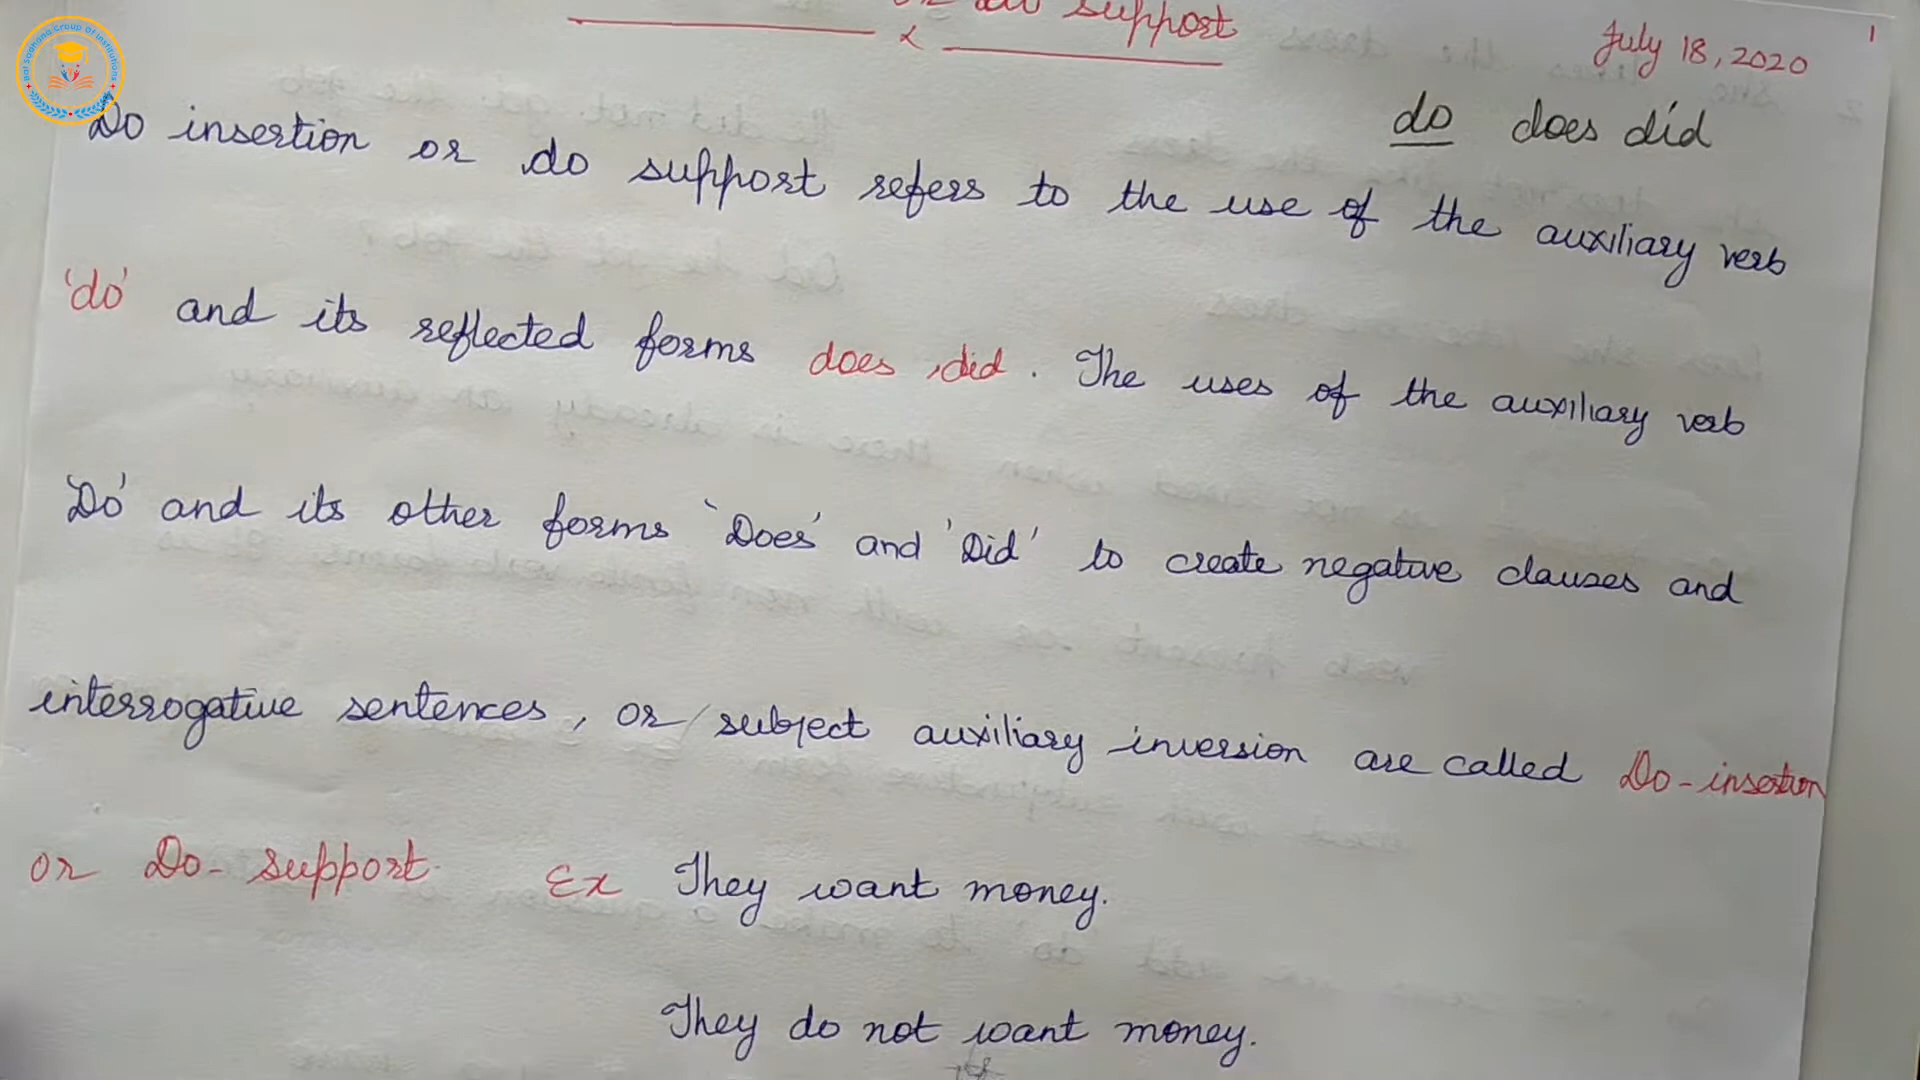 support
July 18, 2020
1
do does did
Do insertion or do support refers to the use of the auxiliary verb
'do' and its reflected forms does, did. The uses of the auxiliary verb
'Do' and its other forms 'Does' and 'Did' to create negative clauses and
interrogative sentences, or subject auxiliary inversion are called Do-insertion
or Do-Support. Ex They want money.
They do not want money.